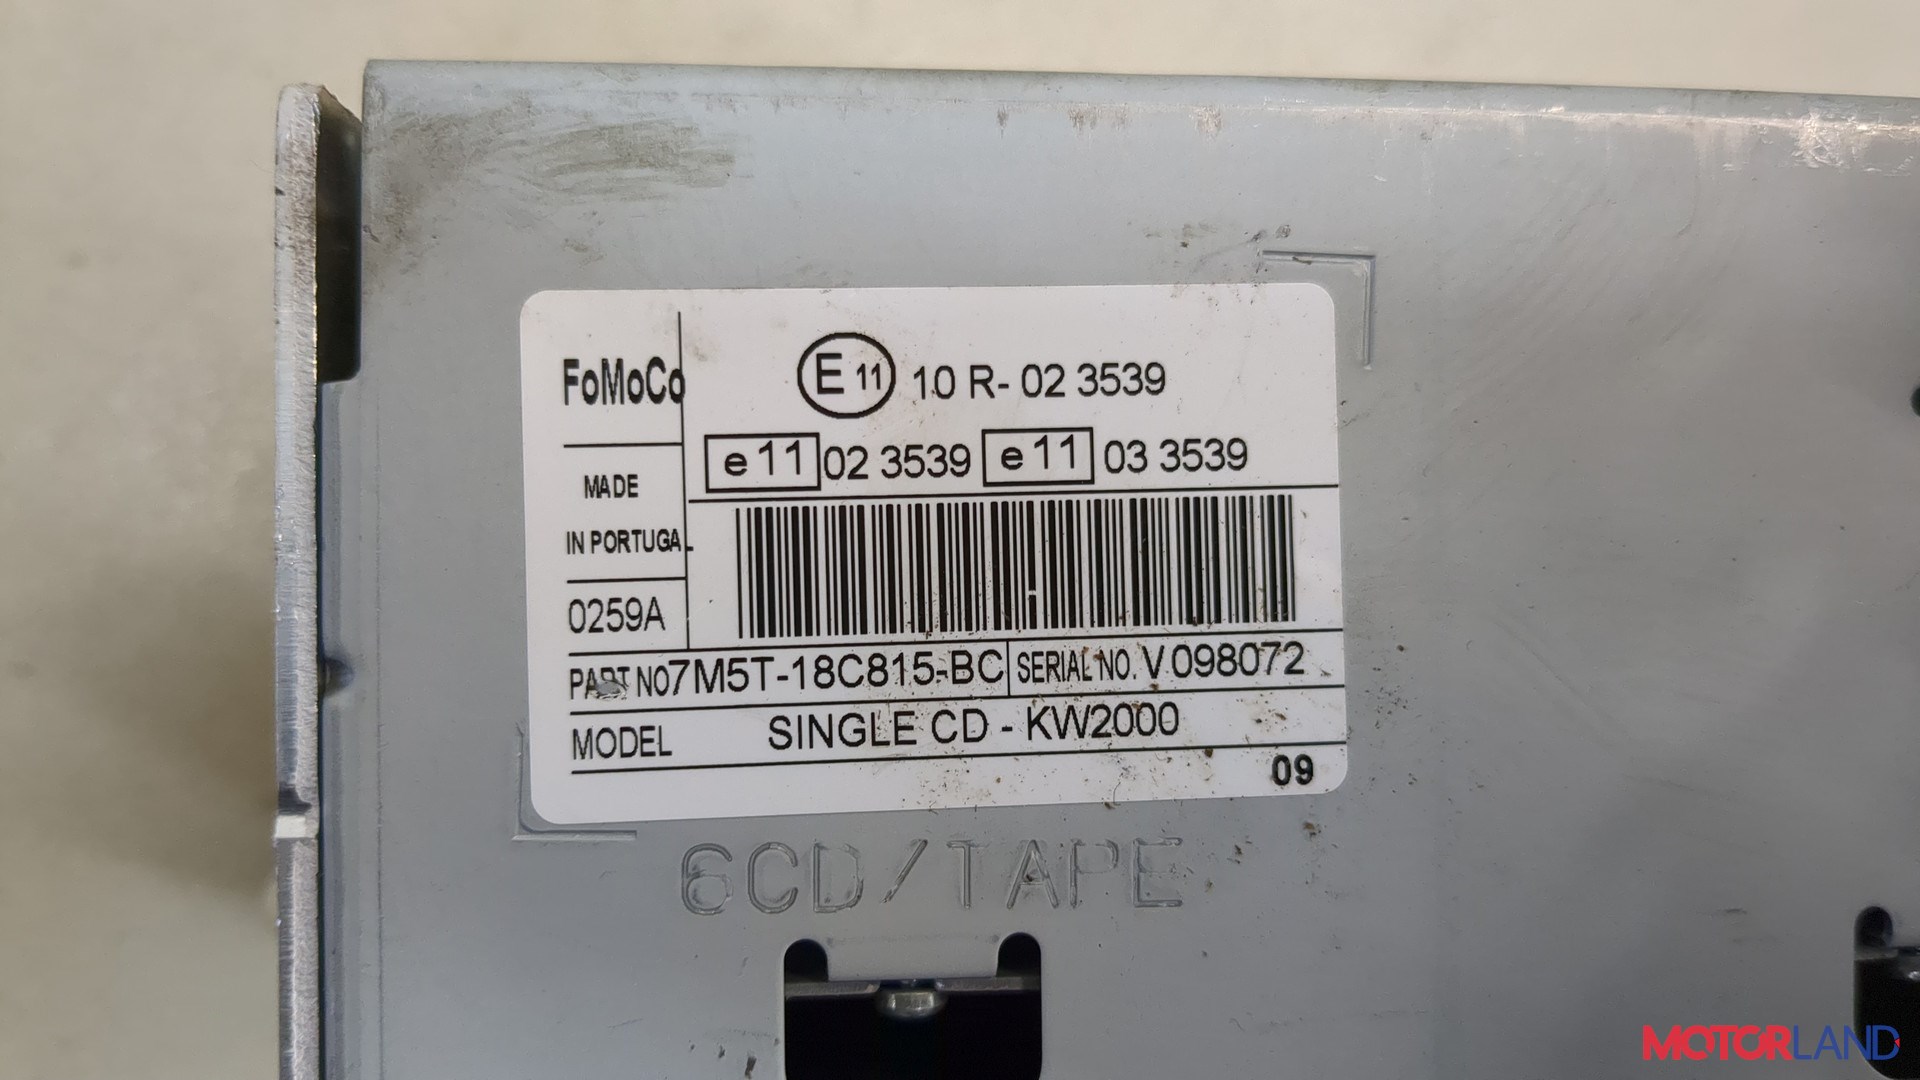 FoMoCo
E 11 10 R- 02 3539
e 11 02 3539 e 11 03 3539
MADE
IN PORTUGAL
0259A
PART NO 7M5T-18C815-BC SERIAL NO. V098072
MODEL SINGLE CD - KW2000
09
6CD/TAPE
MOTORLAND